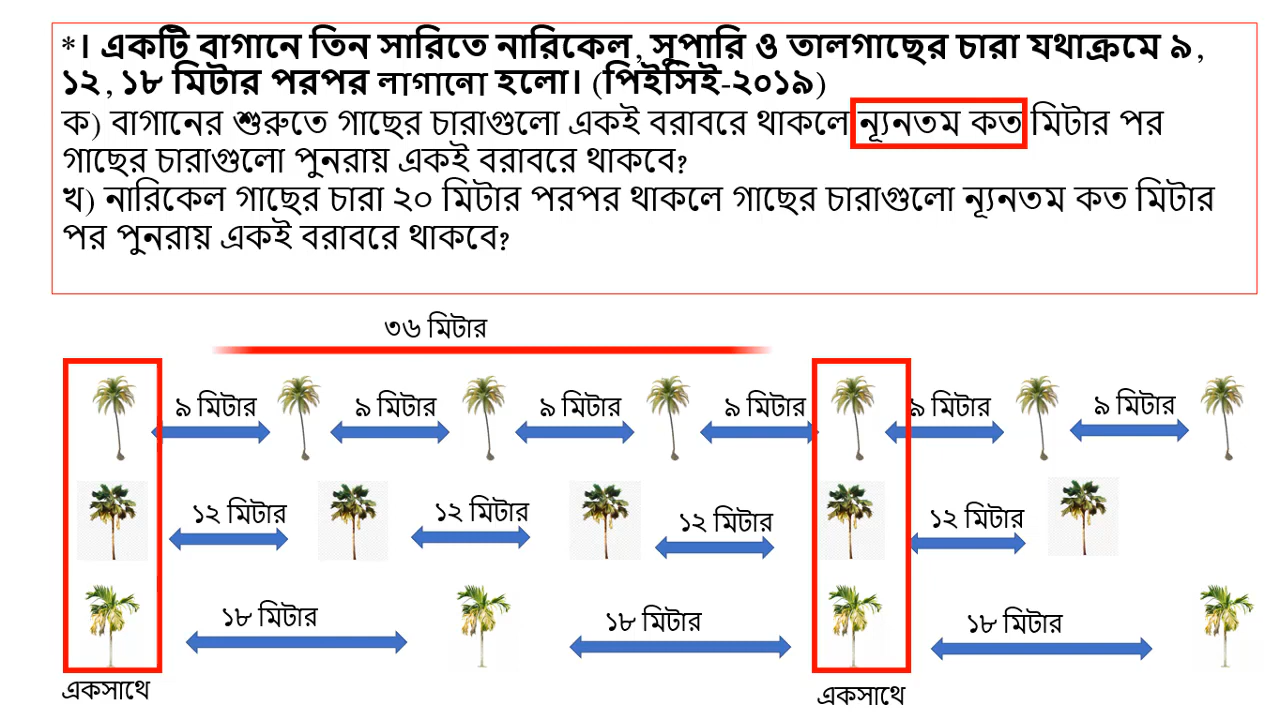 *। একটি বাগানে তিন সারিতে নারিকেল, সুপারি ও তালগাছের চারা যথাক্রমে ৯,
১২, ১৮ মিটার পরপর লাগানো হলো। (পিইসিই-২০১৯)
ক) বাগানের শুরুতে গাছের চারাগুলো একই বরাবরে থাকলে ন্যূনতম কত মিটার পর
গাছের চারাগুলো পুনরায় একই বরাবরে থাকবে?
খ) নারিকেল গাছের চারা ২০ মিটার পরপর থাকলে গাছের চারাগুলো ন্যূনতম কত মিটার
পর পুনরায় একই বরাবরে থাকবে?
৩৬ মিটার
৯ মিটার ৯ মিটার ৯ মিটার ৯ মিটার ৯ মিটার ৯ মিটার
১২ মিটার ১২ মিটার ১২ মিটার ১২ মিটার
১৮ মিটার ১৮ মিটার ১৮ মিটার
একসাথে একসাথে